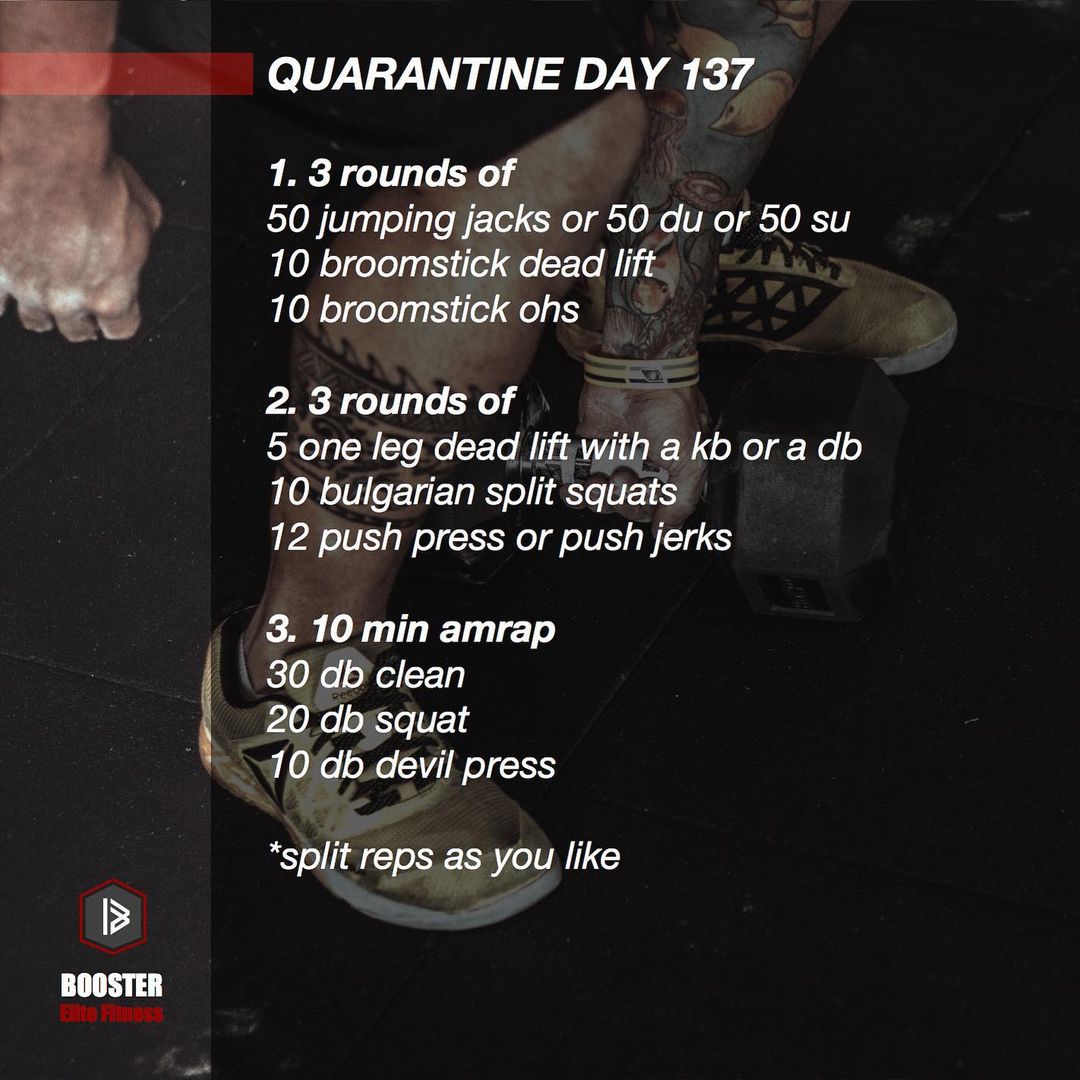 QUARANTINE DAY 137
1. 3 rounds of
50 jumping jacks or 50 du or 50 su
10 broomstick dead lift
10 broomstick ohs
2. 3 rounds of
5 one leg dead lift with a kb or a db
10 bulgarian split squats
12 push press or push jerks
3. 10 min amrap
30 db clean
20 db squat
10 db devil press
*split reps as you like
BOOSTER
Elite Fitness